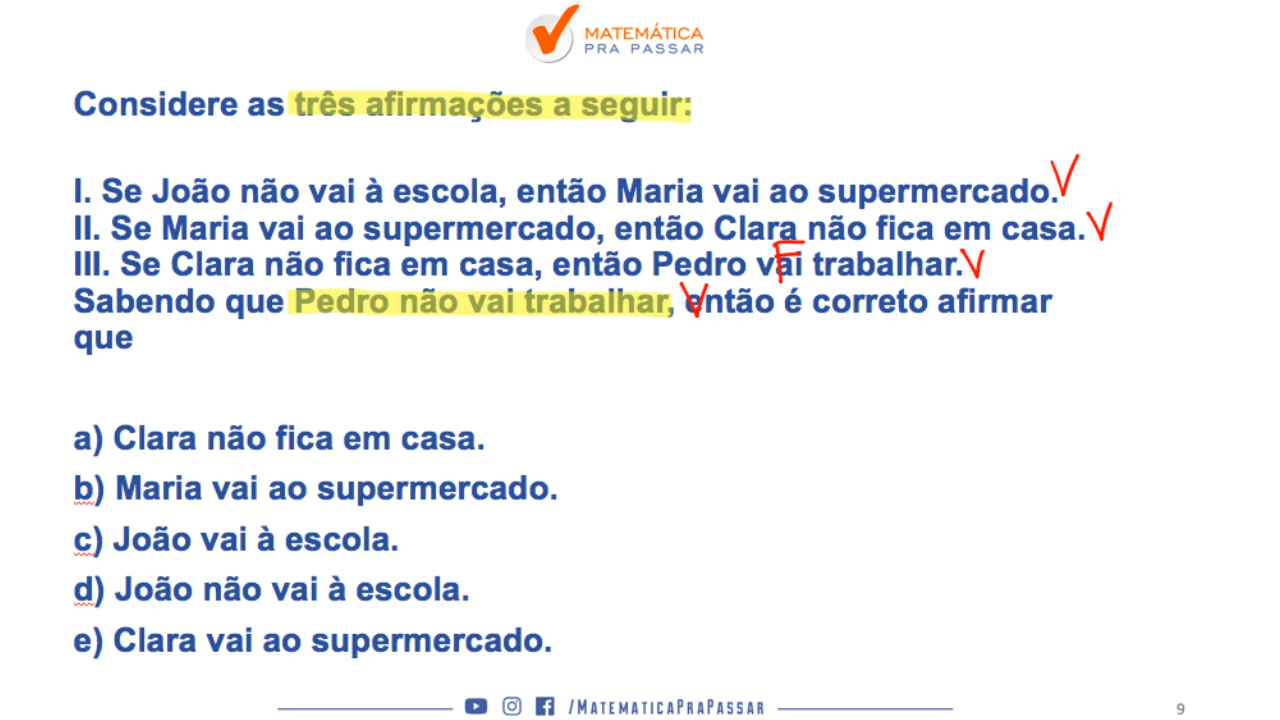 MATEMÁTICA
PRA PASSAR
Considere as três afirmações a seguir:
I. Se João não vai à escola, então Maria vai ao supermercado. V
II. Se Maria vai ao supermercado, então Clara não fica em casa. V
F
III. Se Clara não fica em casa, então Pedro vai trabalhar. V
Sabendo que Pedro não vai trabalhar, V então é correto afirmar
que
a) Clara não fica em casa.
b) Maria vai ao supermercado.
c) João vai à escola.
d) João não vai à escola.
e) Clara vai ao supermercado.
/MATEMATICAPRAPASSAR
9